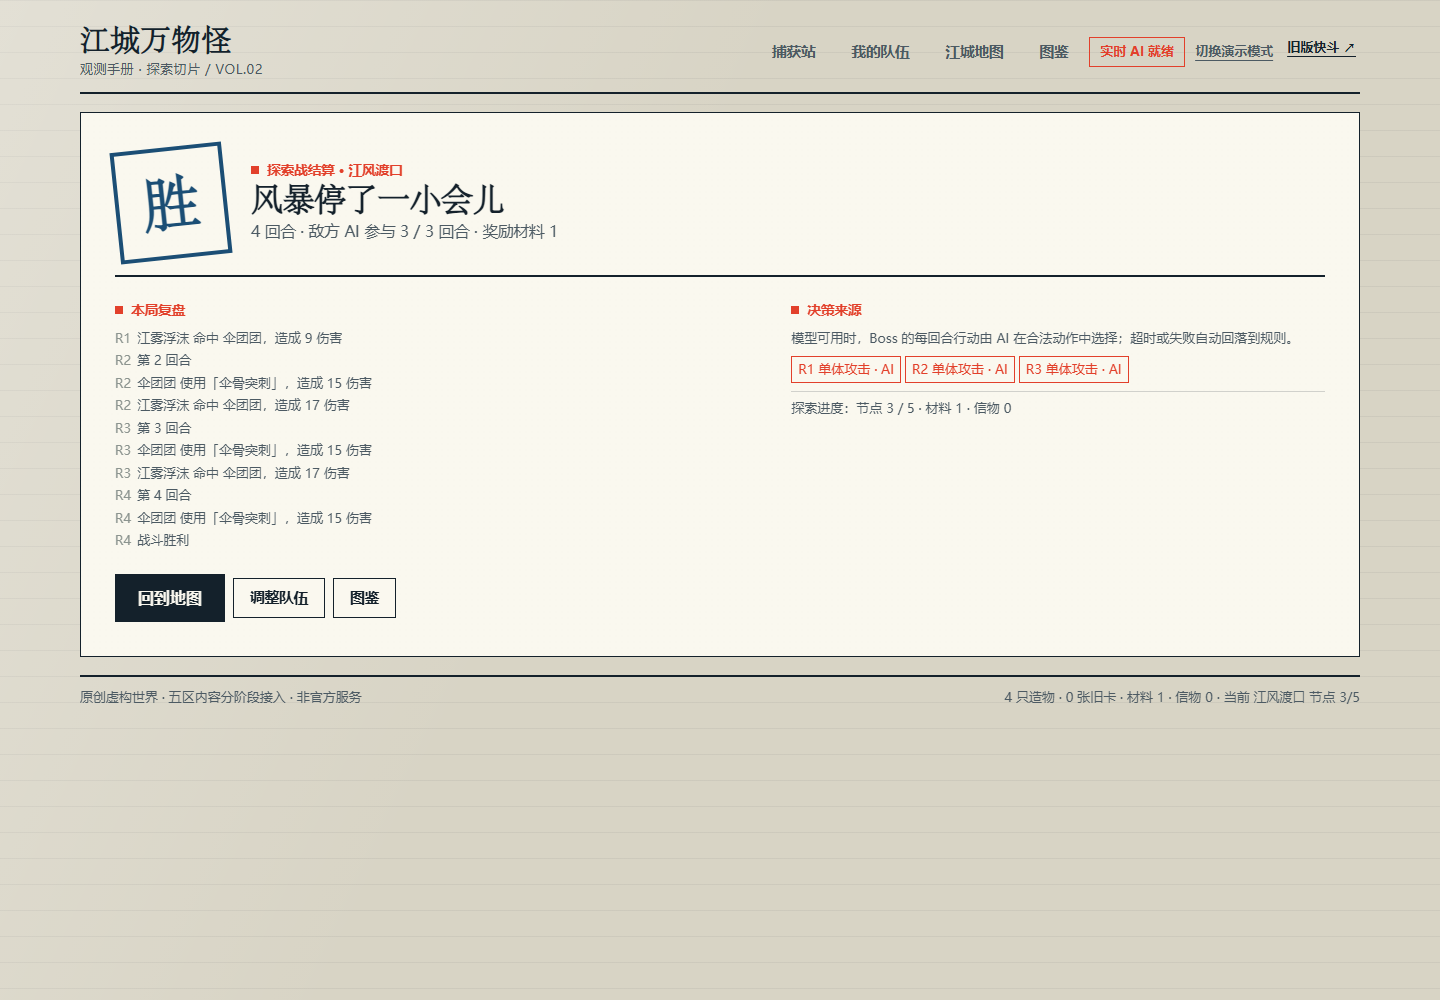 江城万物怪
观测手册 · 探索切片 / VOL.02
捕获站 我的队伍 江城地图 图鉴 实时 AI 就绪 切换演示模式 旧版快斗 ↗
胜
探索战结算 • 江风渡口
风暴停了一小会儿
4 回合 · 敌方 AI 参与 3 / 3 回合 · 奖励材料 1
本局复盘
R1 江雾浮沫 命中 伞团团，造成 9 伤害
R2 第 2 回合
R2 伞团团 使用「伞骨突刺」，造成 15 伤害
R2 江雾浮沫 命中 伞团团，造成 17 伤害
R3 第 3 回合
R3 伞团团 使用「伞骨突刺」，造成 15 伤害
R3 江雾浮沫 命中 伞团团，造成 17 伤害
R4 第 4 回合
R4 伞团团 使用「伞骨突刺」，造成 15 伤害
R4 战斗胜利
决策来源
模型可用时，Boss 的每回合行动由 AI 在合法动作中选择；超时或失败自动回落到规则。
R1 单体攻击 · AI R2 单体攻击 · AI R3 单体攻击 · AI
探索进度：节点 3 / 5 · 材料 1 · 信物 0
回到地图 调整队伍 图鉴
原创虚构世界 · 五区内容分阶段接入 · 非官方服务
4 只造物 · 0 张旧卡 · 材料 1 · 信物 0 · 当前 江风渡口 节点 3/5